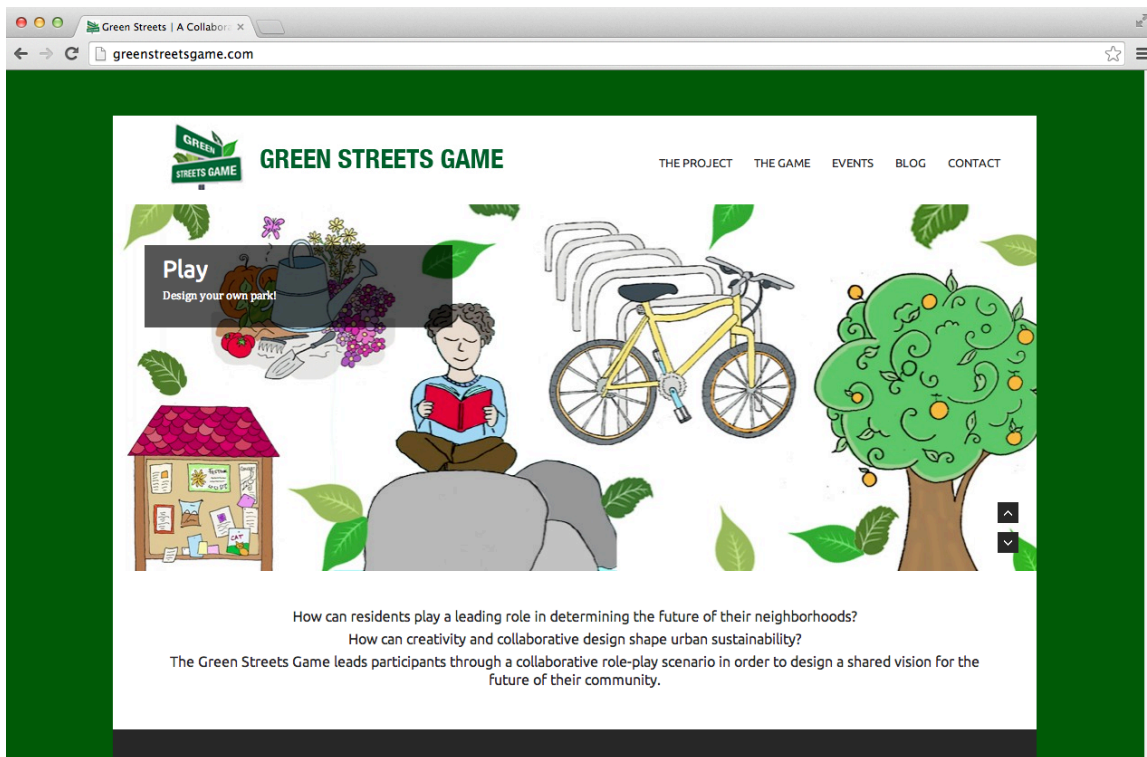 Green Streets | A Collabor
greenstreetsgame.com
GREEN
STREETS GAME
GREEN STREETS GAME
THE PROJECT THE GAME EVENTS BLOG CONTACT
Play
Design your own park!
CAT
How can residents play a leading role in determining the future of their neighborhoods?
How can creativity and collaborative design shape urban sustainability?
The Green Streets Game leads participants through a collaborative role-play scenario in order to design a shared vision for the
future of their community.